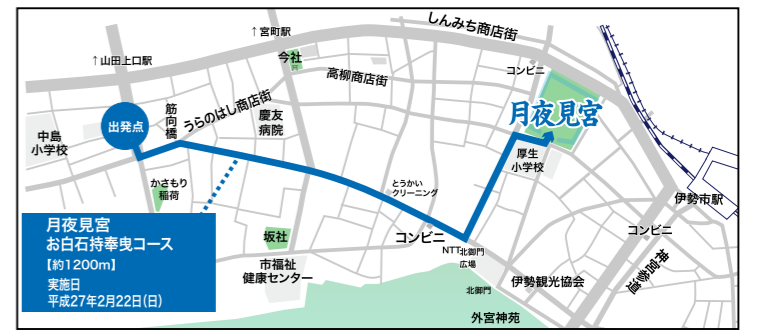 しんみち商店街
↑宮町駅
↑山田上口駅
今社
高柳商店街
コンビニ
月夜見宮
うらのはし商店街
筋向橋
出発点
慶友
病院
中島
小学校
厚生
小学校
かさもり
稲荷
とうかい
クリーニング
伊勢市駅
月夜見宮
お白石持奉曳コース
【約1200m】
実施日
平成27年2月22日(日)
坂社
コンビニ
コンビニ
NTT
北御門
広場
市福祉
健康センター
神宮参道
伊勢観光協会
北御門
外宮神苑